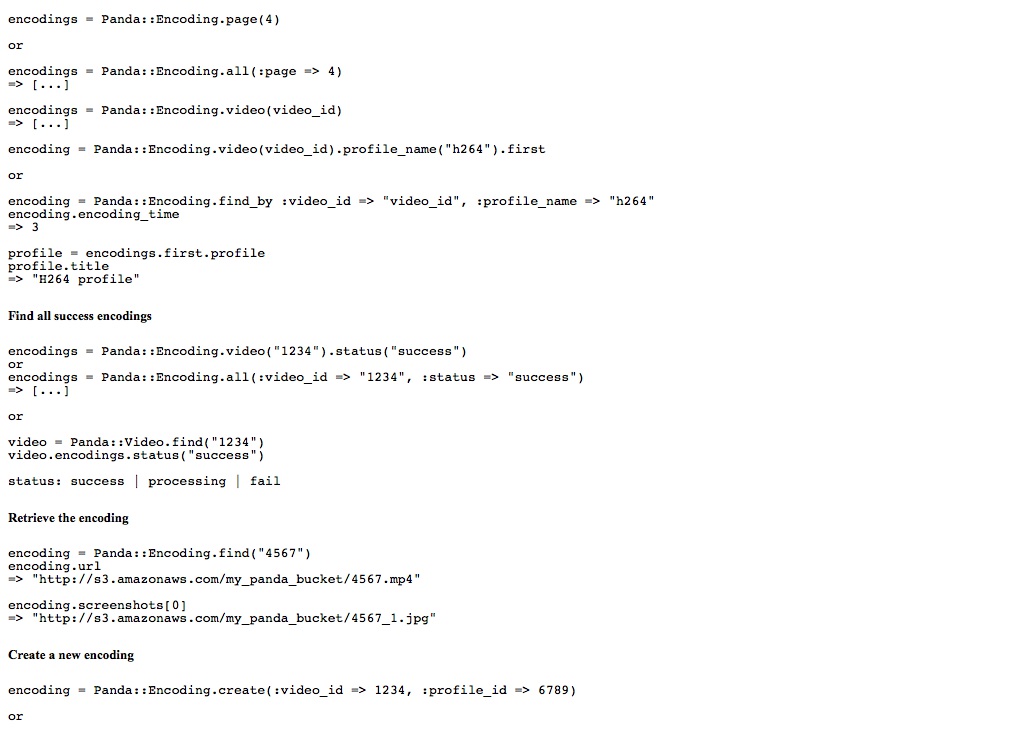 encodings = Panda::Encoding.page(4)
or
encodings = Panda::Encoding.all(:page => 4)
=> [...]
encodings = Panda::Encoding.video(video_id)
=> [...]
encoding = Panda::Encoding.video(video_id).profile_name("h264").first
or
encoding = Panda::Encoding.find_by :video_id => "video_id", :profile_name => "h264"
encoding.encoding_time
=> 3
profile = encodings.first.profile
profile.title
=> "H264 profile"
Find all success encodings
encodings = Panda::Encoding.video("1234").status("success")
or
encodings = Panda::Encoding.all(:video_id => "1234", :status => "success")
=> [...]
or
video = Panda::Video.find("1234")
video.encodings.status("success")
status: success | processing | fail
Retrieve the encoding
encoding = Panda::Encoding.find("4567")
encoding.url
=> "http://s3.amazonaws.com/my_panda_bucket/4567.mp4"
encoding.screenshots[0]
=> "http://s3.amazonaws.com/my_panda_bucket/4567_1.jpg"
Create a new encoding
encoding = Panda::Encoding.create(:video_id => 1234, :profile_id => 6789)
or